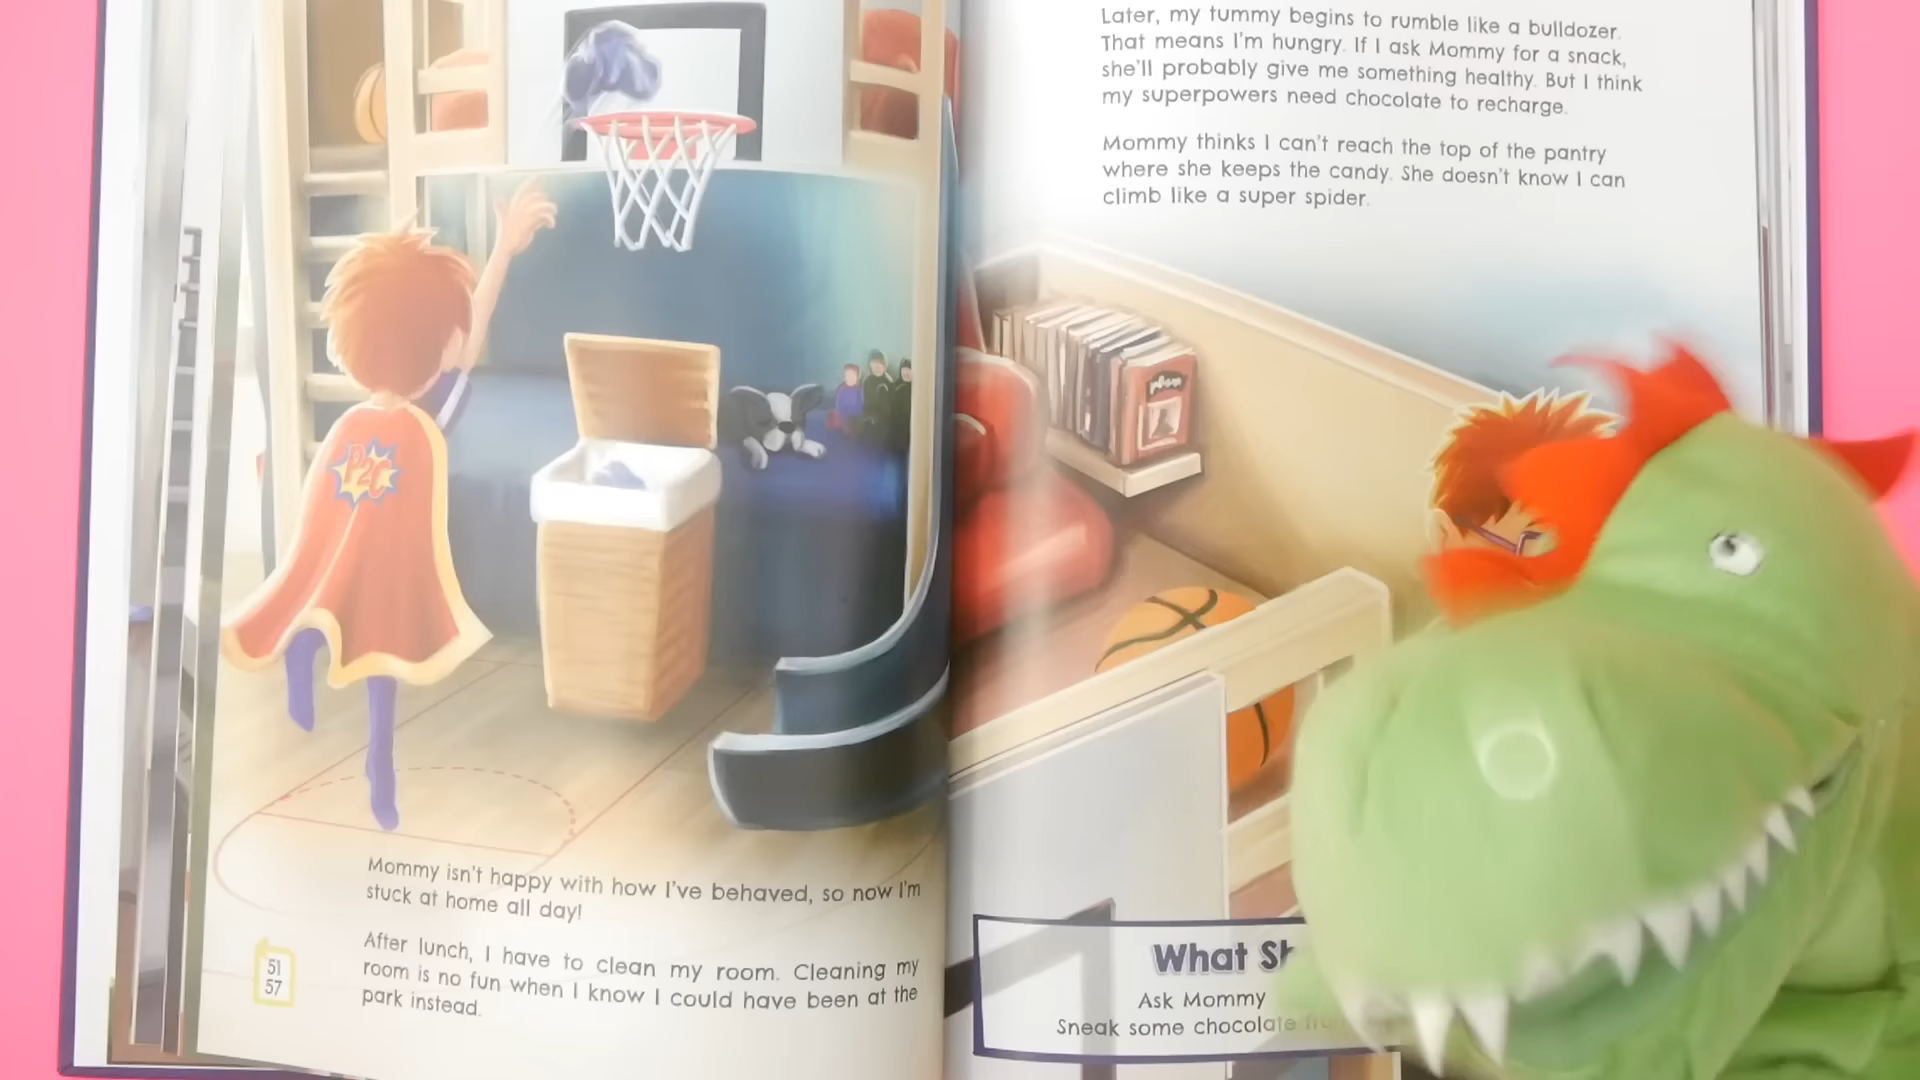 P2C
Mommy isn't happy with how I've behaved, so now I'm
stuck at home all day!
After lunch, I have to clean my room. Cleaning my
room is no fun when I know I could have been at the
park instead.
51
57
Later, my tummy begins to rumble like a bulldozer.
That means I'm hungry. If I ask Mommy for a snack,
she'll probably give me something healthy. But I think
my superpowers need chocolate to recharge.
Mommy thinks I can't reach the top of the pantry
where she keeps the candy. She doesn't know I can
climb like a super spider.
What
Ask Mommy
Sneak some chocolate